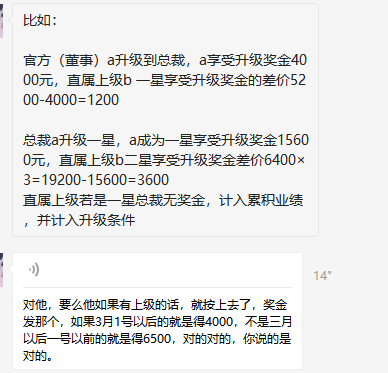 比如：
官方（董事）a升级到总裁，a享受升级奖金40
00元，直属上级b 一星享受升级奖金的差价52
00-4000=1200
总裁a升级一星，a成为一星享受升级奖金1560
0元，直属上级b二星享受升级奖金差价6400×
3=19200-15600=3600
直属上级若是一星总裁无奖金，计入累积业绩
，并计入升级条件
14"
对他，要么他如果有上级的话，就按上去了，奖金
发那个，如果3月1号以后的就是得4000，不是三月
以后一号以前的就是得6500，对的对的，你说的是
对的。